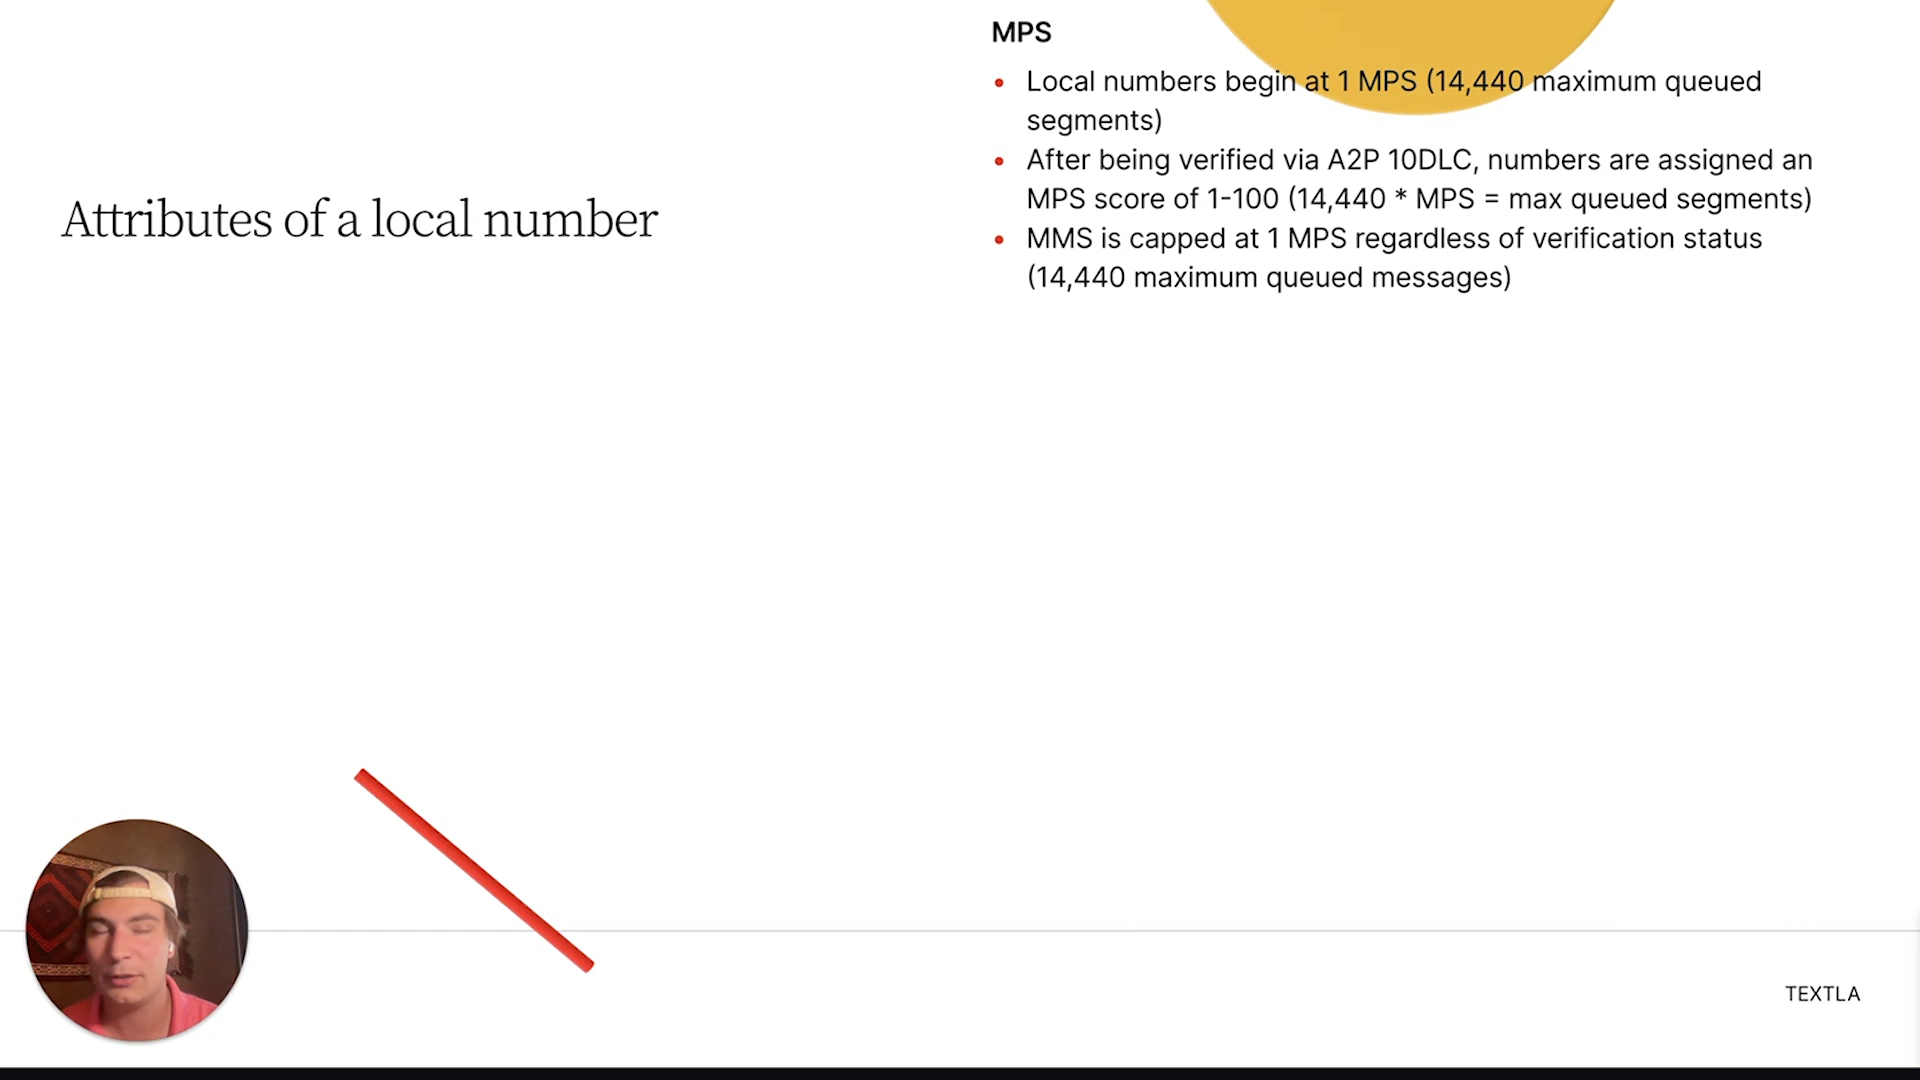 Attributes of a local number
MPS
• Local numbers begin at 1 MPS (14,440 maximum queued
segments)
• After being verified via A2P 10DLC, numbers are assigned an
MPS score of 1-100 (14,440 * MPS = max queued segments)
• MMS is capped at 1 MPS regardless of verification status
(14,440 maximum queued messages)
TEXTLA